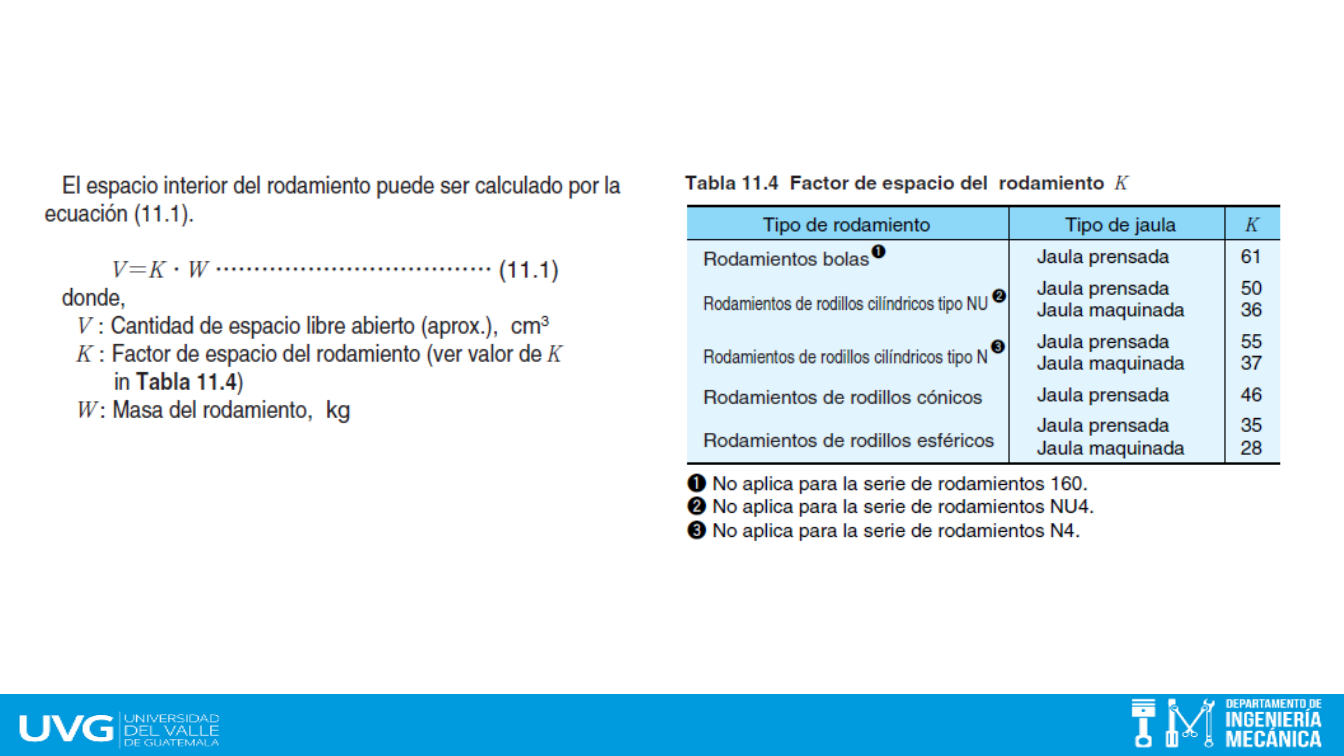 El espacio interior del rodamiento puede ser calculado por la
ecuación (11.1).
V=K · W ····································· (11.1)
donde,
V : Cantidad de espacio libre abierto (aprox.), cm³
K : Factor de espacio del rodamiento (ver valor de K
in Tabla 11.4)
W : Masa del rodamiento, kg
Tabla 11.4 Factor de espacio del rodamiento K
Tipo de rodamiento Tipo de jaula K
Rodamientos bolas❶ Jaula prensada 61
Rodamientos de rodillos cilíndricos tipo NU❷ Jaula prensada 50
Jaula maquinada 36
Rodamientos de rodillos cilíndricos tipo N❸ Jaula prensada 55
Jaula maquinada 37
Rodamientos de rodillos cónicos Jaula prensada 46
Rodamientos de rodillos esféricos Jaula prensada 35
Jaula maquinada 28
❶ No aplica para la serie de rodamientos 160.
❷ No aplica para la serie de rodamientos NU4.
❸ No aplica para la serie de rodamientos N4.
UVG
UNIVERSIDAD
DEL VALLE
DE GUATEMALA
DEPARTAMENTO DE
INGENIERÍA
MECÁNICA